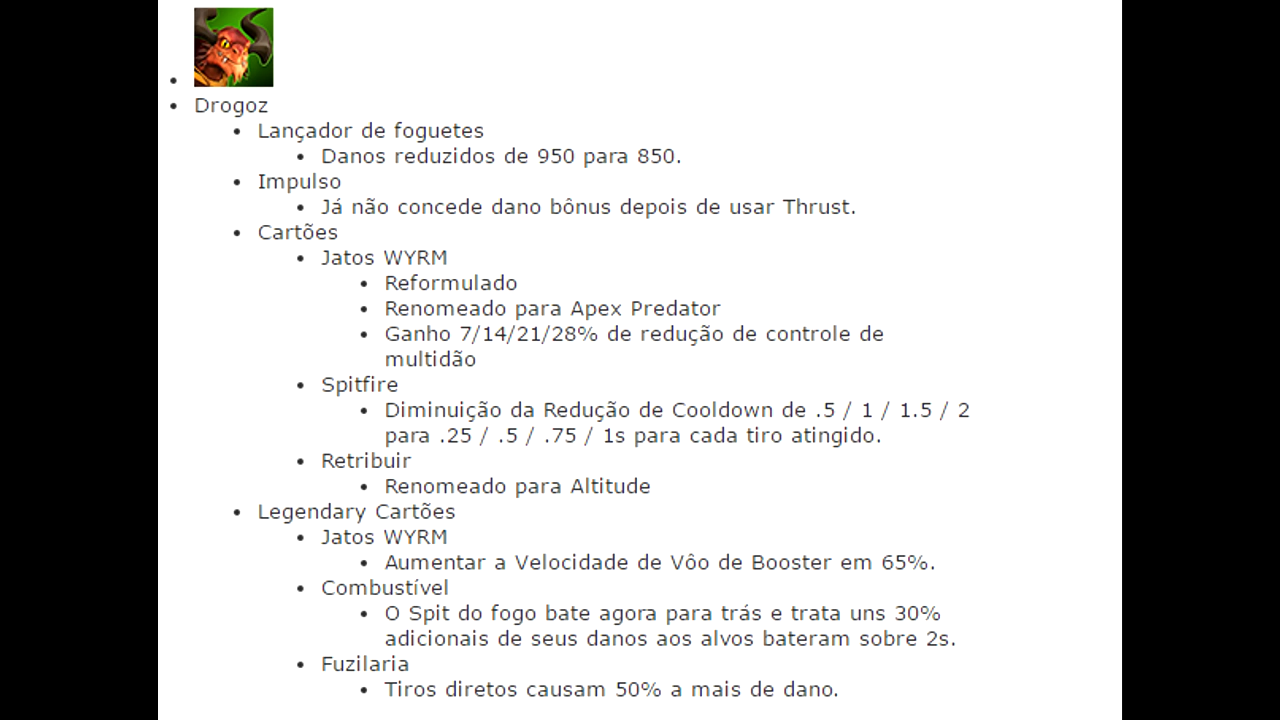 Drogoz
Lançador de foguetes
Danos reduzidos de 950 para 850.
Impulso
Já não concede dano bônus depois de usar Thrust.
Cartões
Jatos WYRM
Reformulado
Renomeado para Apex Predator
Ganho 7/14/21/28% de redução de controle de
multidão
Spitfire
Diminuição da Redução de Cooldown de .5 / 1 / 1.5 / 2
para .25 / .5 / .75 / 1s para cada tiro atingido.
Retribuir
Renomeado para Altitude
Legendary Cartões
Jatos WYRM
Aumentar a Velocidade de Vôo de Booster em 65%.
Combustível
O Spit do fogo bate agora para trás e trata uns 30%
adicionais de seus danos aos alvos bateram sobre 2s.
Fuzilaria
Tiros diretos causam 50% a mais de dano.